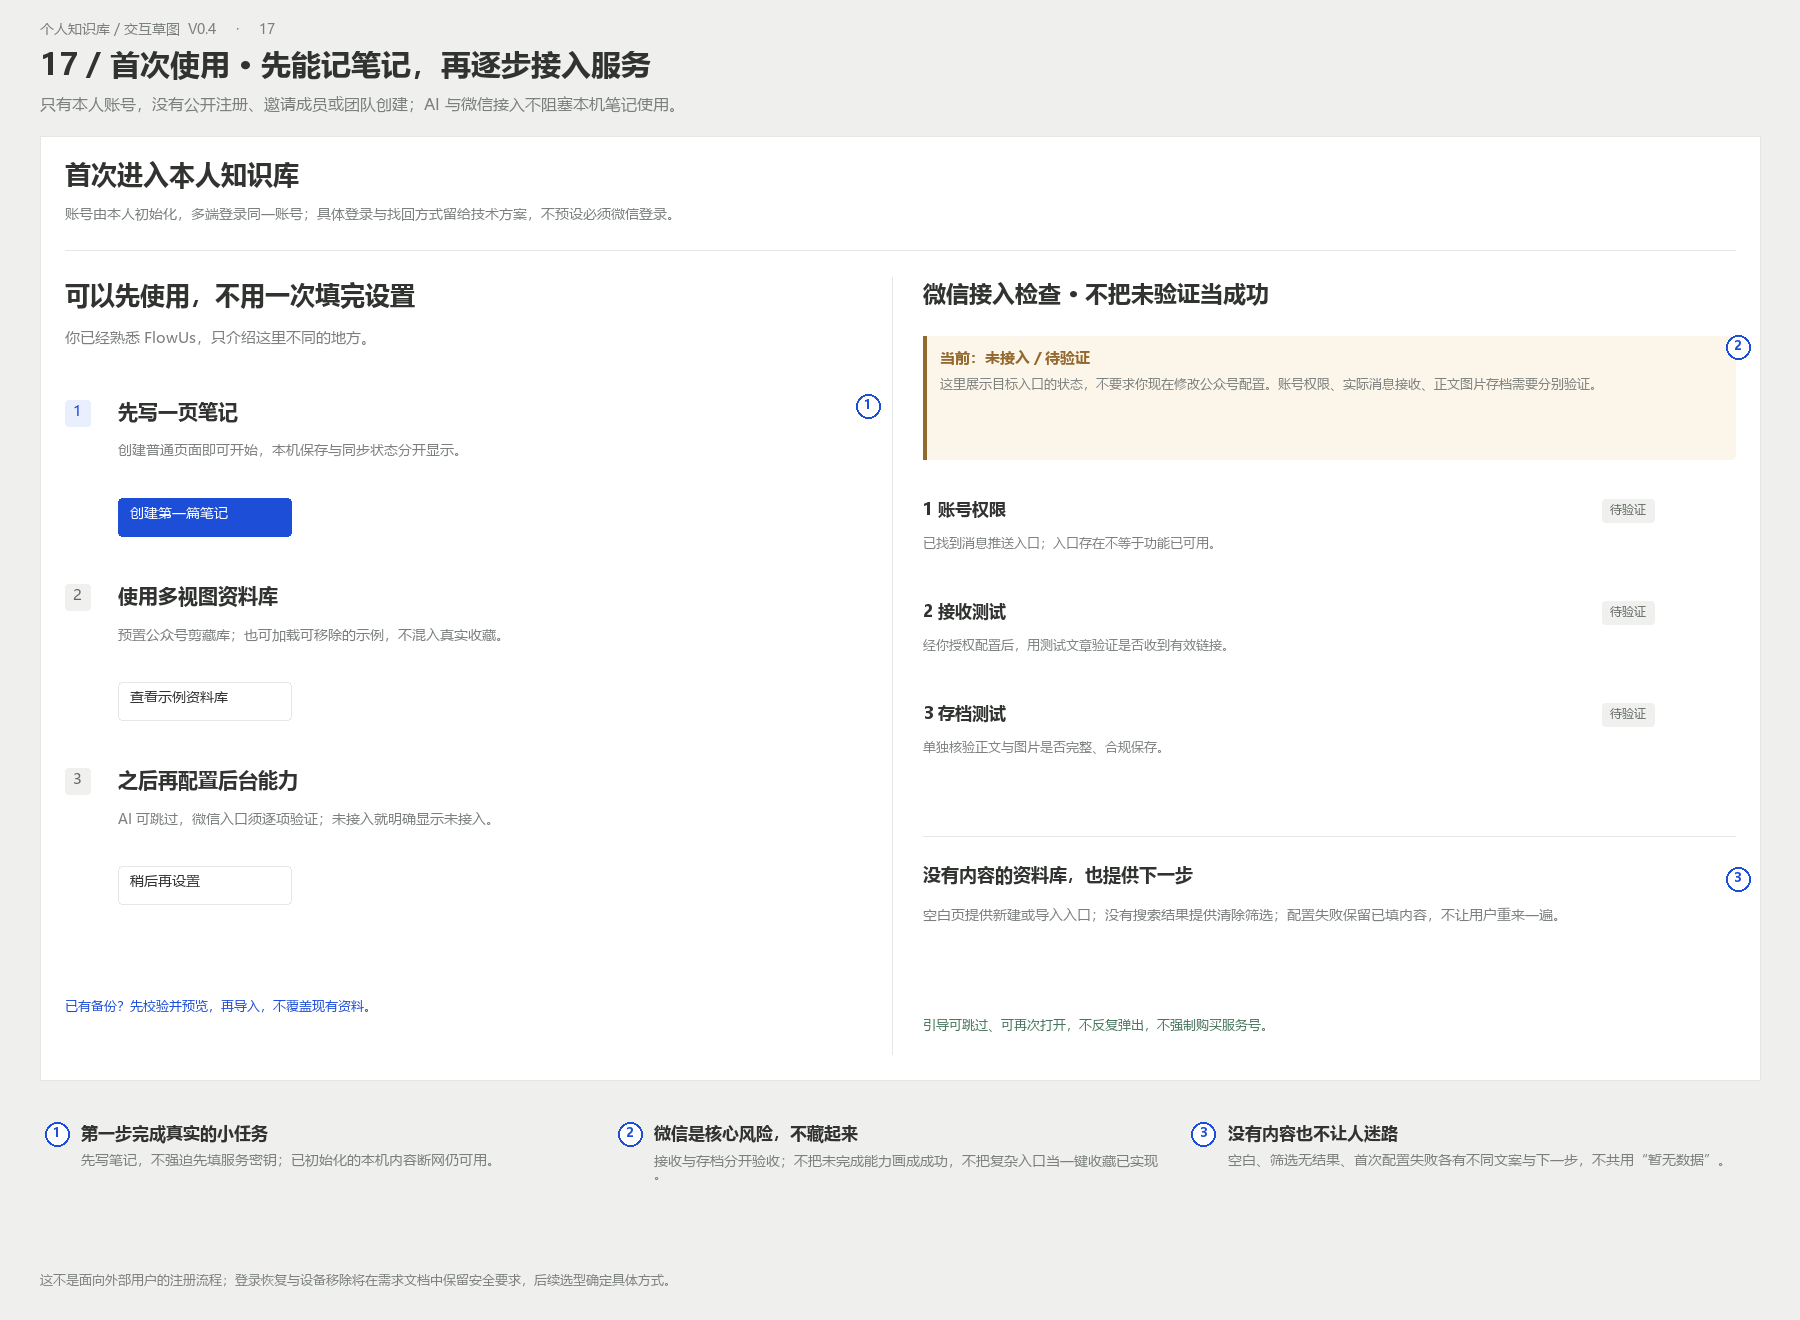 个人知识库 / 交互草图 V0.4 · 17
17 / 首次使用 • 先能记笔记，再逐步接入服务
只有本人账号，没有公开注册、邀请成员或团队创建；AI 与微信接入不阻塞本机笔记使用。
首次进入本人知识库
账号由本人初始化，多端登录同一账号；具体登录与找回方式留给技术方案，不预设必须微信登录。
可以先使用，不用一次填完设置
你已经熟悉 FlowUs，只介绍这里不同的地方。
1
1 先写一页笔记
创建普通页面即可开始，本机保存与同步状态分开显示。
创建第一篇笔记
2 使用多视图资料库
预置公众号剪藏库；也可加载可移除的示例，不混入真实收藏。
查看示例资料库
3 之后再配置后台能力
AI 可跳过，微信入口须逐项验证；未接入就明确显示未接入。
稍后再设置
已有备份？先校验并预览，再导入，不覆盖现有资料。
微信接入检查 • 不把未验证当成功
2
当前：未接入 / 待验证
这里展示目标入口的状态，不要求你现在修改公众号配置。账号权限、实际消息接收、正文图片存档需要分别验证。
1 账号权限 待验证
已找到消息推送入口；入口存在不等于功能已可用。
2 接收测试 待验证
经你授权配置后，用测试文章验证是否收到有效链接。
3 存档测试 待验证
单独核验正文与图片是否完整、合规保存。
没有内容的资料库，也提供下一步
3
空白页提供新建或导入入口；没有搜索结果提供清除筛选；配置失败保留已填内容，不让用户重来一遍。
引导可跳过、可再次打开，不反复弹出，不强制购买服务号。
1 第一步完成真实的小任务
先写笔记，不强迫先填服务密钥；已初始化的本机内容断网仍可用。
2 微信是核心风险，不藏起来
接收与存档分开验收；不把未完成能力画成成功，不把复杂入口当一键收藏已实现
。
3 没有内容也不让人迷路
空白、筛选无结果、首次配置失败各有不同文案与下一步，不共用“暂无数据”。
这不是面向外部用户的注册流程；登录恢复与设备移除将在需求文档中保留安全要求，后续选型确定具体方式。